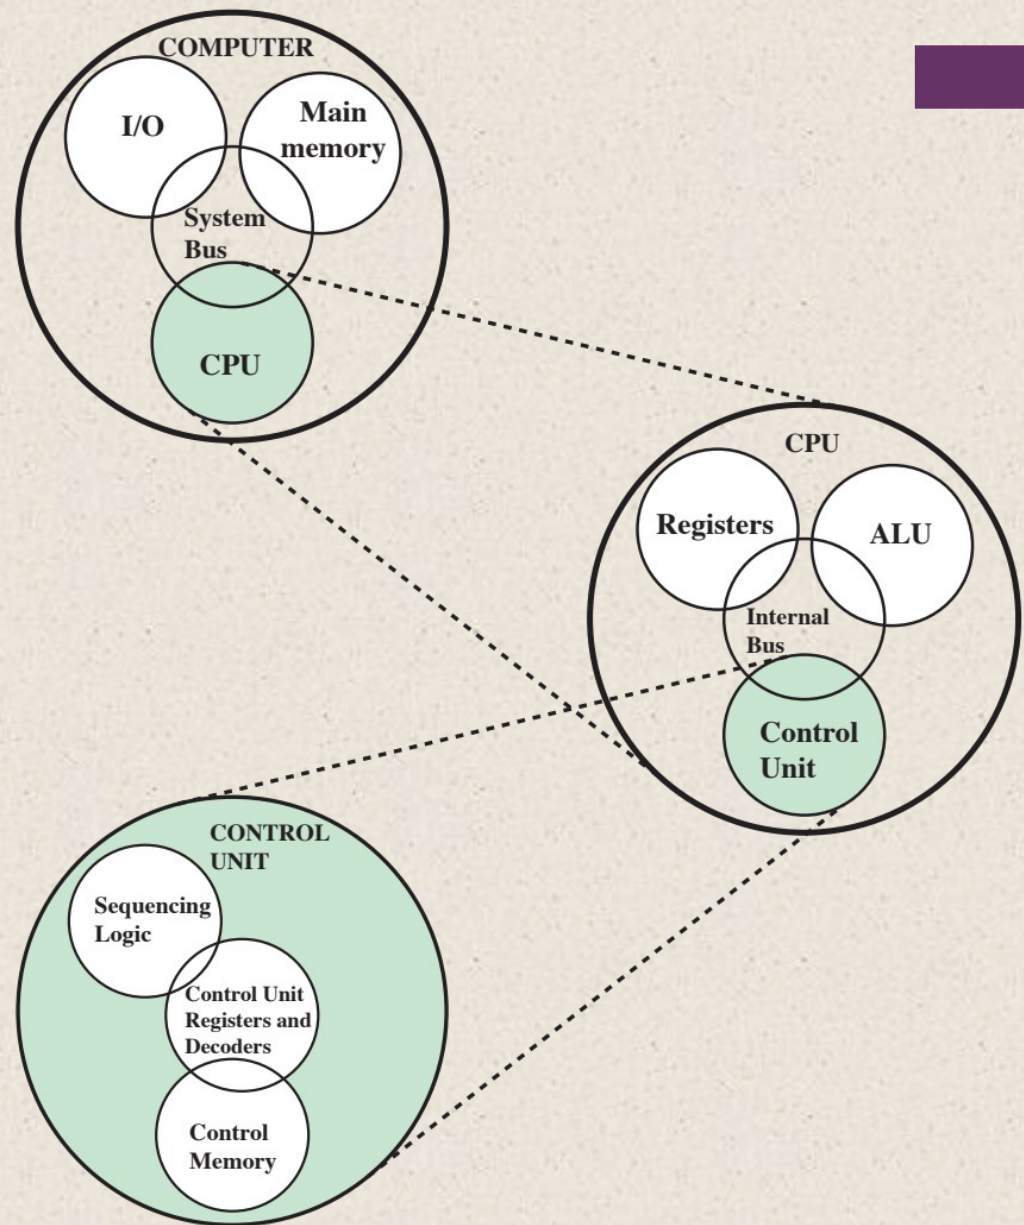 COMPUTER
I/O
Main
memory
System
Bus
CPU
CPU
Registers
ALU
Internal
Bus
Control
Unit
CONTROL
UNIT
Sequencing
Logic
Control Unit
Registers and
Decoders
Control
Memory